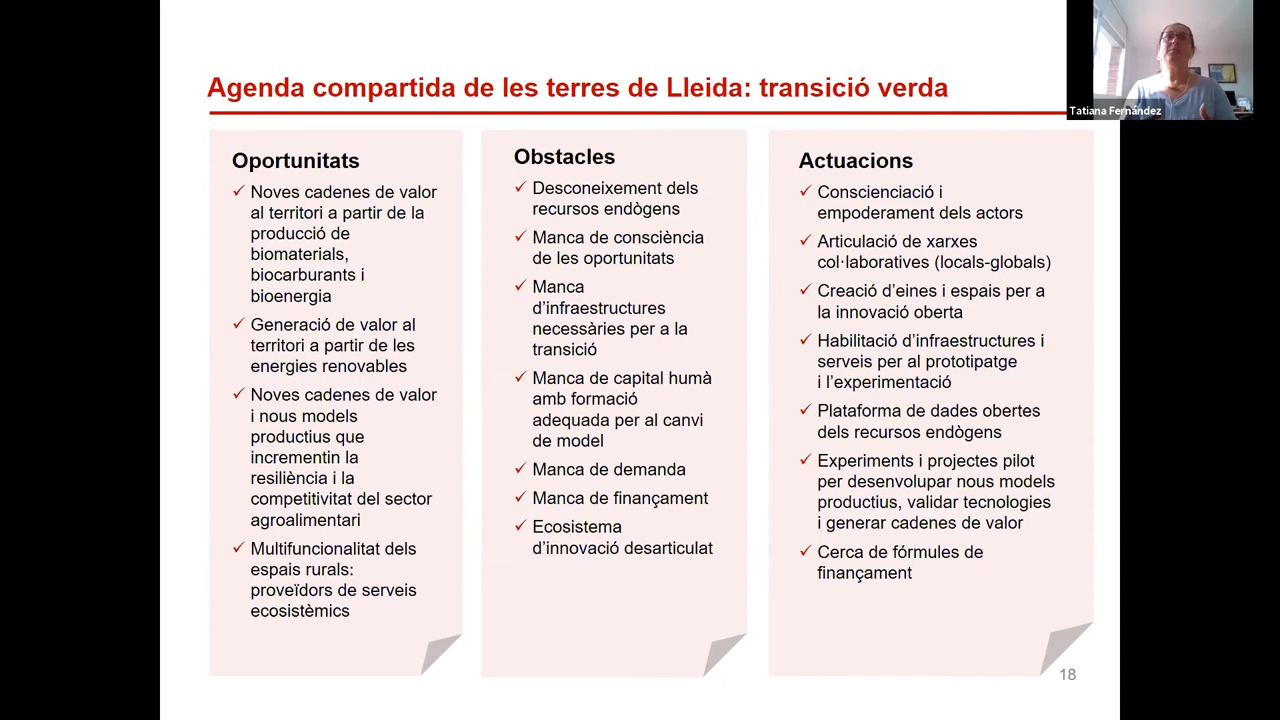 Agenda compartida de les terres de Lleida: transició verda
Tatiana Fernández
Oportunitats
✓ Noves cadenes de valor
al territori a partir de la
producció de
biomaterials,
biocarburants i
bioenergia
✓ Generació de valor al
territori a partir de les
energies renovables
✓ Noves cadenes de valor
i nous models
productius que
incrementin la
resiliència i la
competitivitat del sector
agroalimentari
✓ Multifuncionalitat dels
espais rurals:
proveïdors de serveis
ecosistèmics
Obstacles
✓ Desconeixement dels
recursos endògens
✓ Manca de consciència
de les oportunitats
✓ Manca
d’infraestructures
necessàries per a la
transició
✓ Manca de capital humà
amb formació
adequada per al canvi
de model
✓ Manca de demanda
✓ Manca de finançament
✓ Ecosistema
d’innovació desarticulat
Actuacions
✓ Conscienciació i
empoderament dels actors
✓ Articulació de xarxes
col·laboratives (locals-globals)
✓ Creació d’eines i espais per a
la innovació oberta
✓ Habilitació d’infraestructures i
serveis per al prototipatge
i l’experimentació
✓ Plataforma de dades obertes
dels recursos endògens
✓ Experiments i projectes pilot
per desenvolupar nous models
productius, validar tecnologies
i generar cadenes de valor
✓ Cerca de fórmules de
finançament
18